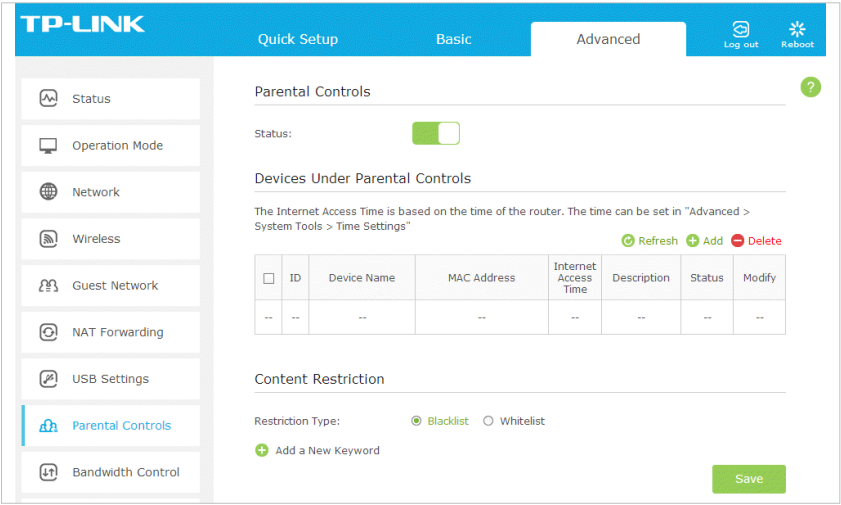 TP-LINK
Quick Setup
Basic
Advanced
Log out
Reboot
Status
Operation Mode
Network
Wireless
Guest Network
NAT Forwarding
USB Settings
Parental Controls
Bandwidth Control
Parental Controls
?
Status:
Devices Under Parental Controls
The Internet Access Time is based on the time of the router. The time can be set in "Advanced >
System Tools > Time Settings"
Refresh Add Delete
ID Device Name MAC Address Internet Access Time Description Status Modify
-- -- -- -- -- -- -- --
Content Restriction
Restriction Type: Blacklist Whitelist
Add a New Keyword
Save